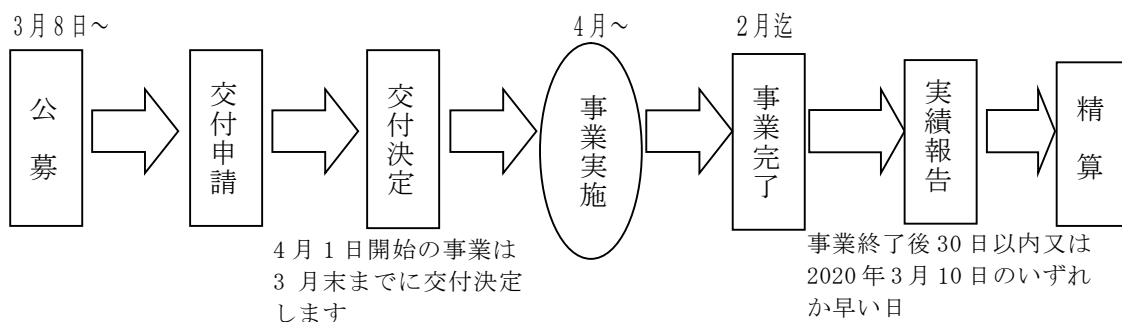 3月8日～
4月～
2月迄
公募
交付申請
交付決定
事業実施
事業完了
実績報告
精算
4月1日開始の事業は
3月末までに交付決定
します
事業終了後30日以内又は
2020年3月10日のいずれ
か早い日